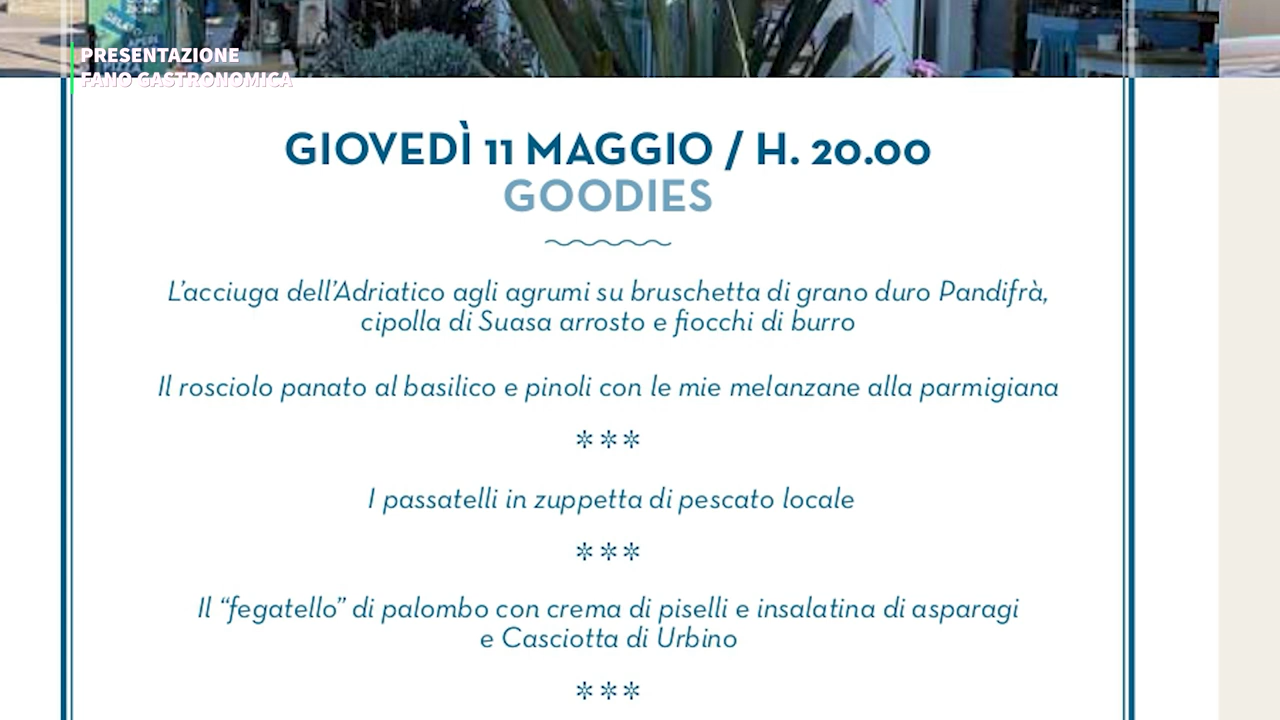 PRESENTAZIONE
FANO GASTRONOMICA
GIOVEDÌ 11 MAGGIO / H. 20.00
GOODIES
L'acciuga dell'Adriatico agli agrumi su bruschetta di grano duro Pandifrà,
cipolla di Suasa arrosto e fiocchi di burro
Il rosciolo panato al basilico e pinoli con le mie melanzane alla parmigiana
***
I passatelli in zuppetta di pescato locale
***
Il “fegatello” di palombo con crema di piselli e insalatina di asparagi
e Casciotta di Urbino
***